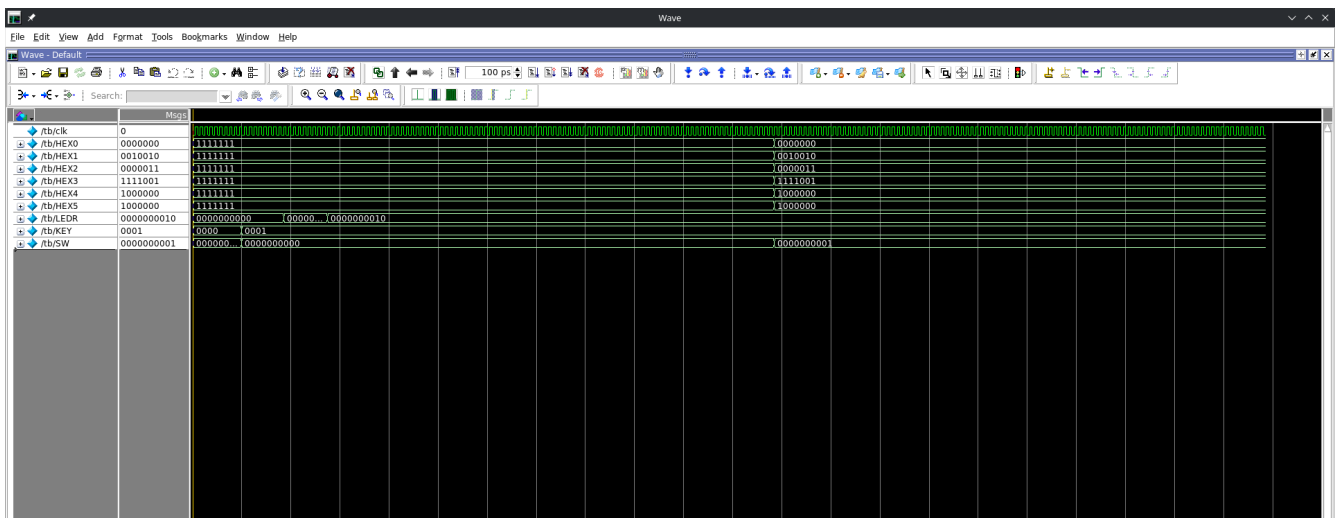 Wave
File Edit View Add Format Tools Bookmarks Window Help
Wave - Default
100 ps
Search:
Msgs
/tb/clk 0
/tb/HEX0 0000000 1111111 0000000
/tb/HEX1 0010010 1111111 0010010
/tb/HEX2 0000011 1111111 0000011
/tb/HEX3 1111001 1111111 1111001
/tb/HEX4 1000000 1111111 1000000
/tb/HEX5 1000000 1111111 1000000
/tb/LEDR 0000000010 0000000000 00000... 0000000010
/tb/KEY 0001 0000 0001
/tb/SW 0000000001 000000... 0000000000 0000000001